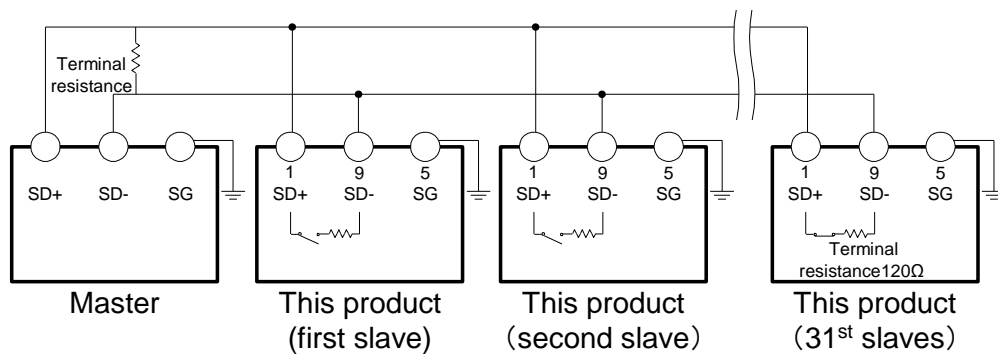 Terminal
resistance
1 9 5
1 9 5
1 9 5
SD+ SD- SG
SD+ SD- SG
SD+ SD- SG
SD+ SD- SG
Terminal
resistance120Ω
Master
This product
(first slave)
This product
（second slave）
This product
（31st slaves）